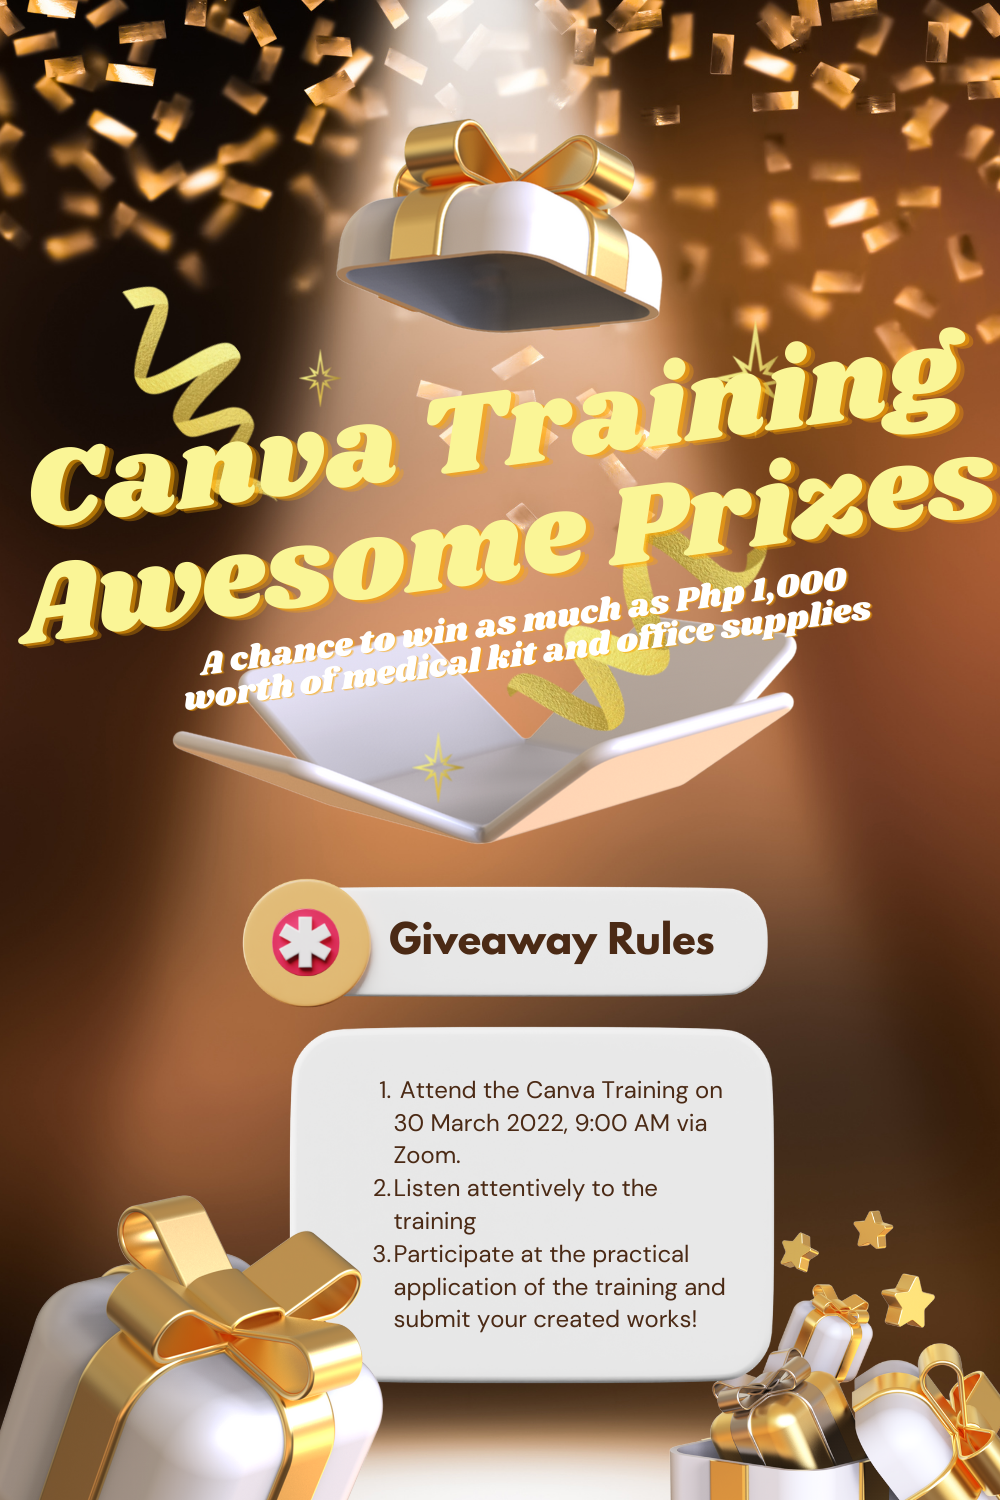 Canva Training
Awesome Prizes
A chance to win as much as Php 1,000
worth of medical kit and office supplies
Giveaway Rules
1. Attend the Canva Training on
30 March 2022, 9:00 AM via
Zoom.
2. Listen attentively to the
training
3. Participate at the practical
application of the training and
submit your created works!